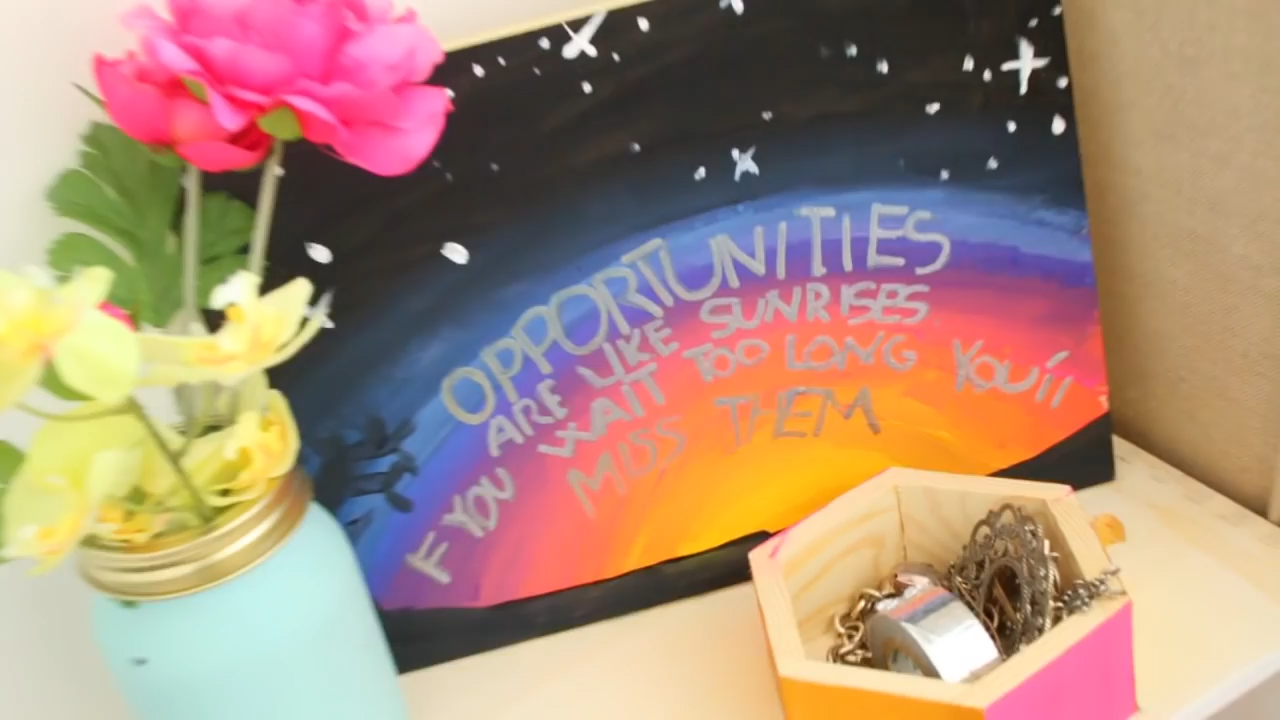 OPPORTUNITIES
ARE LIKE SUNRISES
IF YOU WAIT TOO LONG YOU'll
MISS THEM